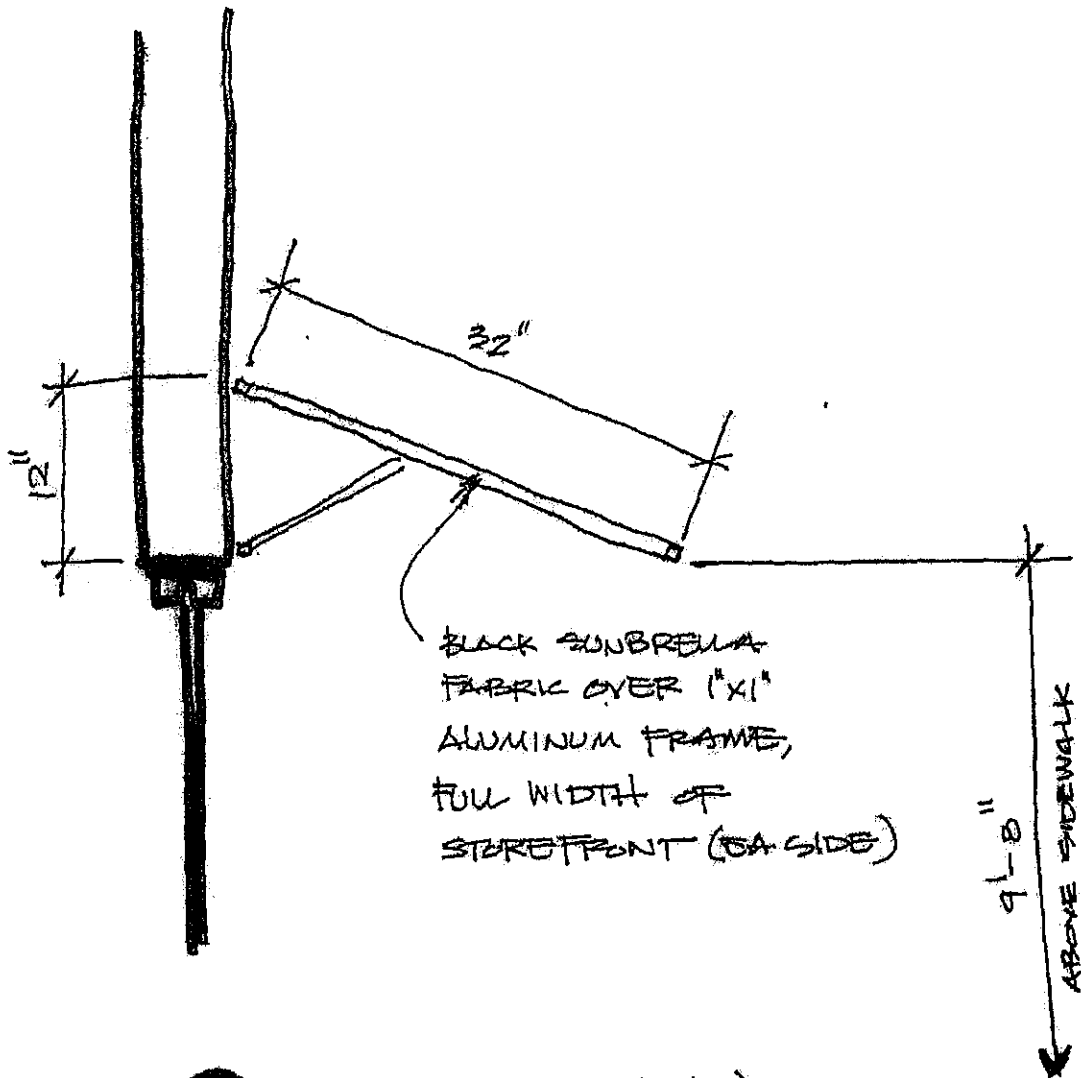 32"
12"
BLACK SUNBRELLA
FABRIC OVER 1"X1"
ALUMINUM FRAME,
FULL WIDTH OF
STOREFRONT (EA SIDE)
9'-8"
ABOVE SIDEWALK